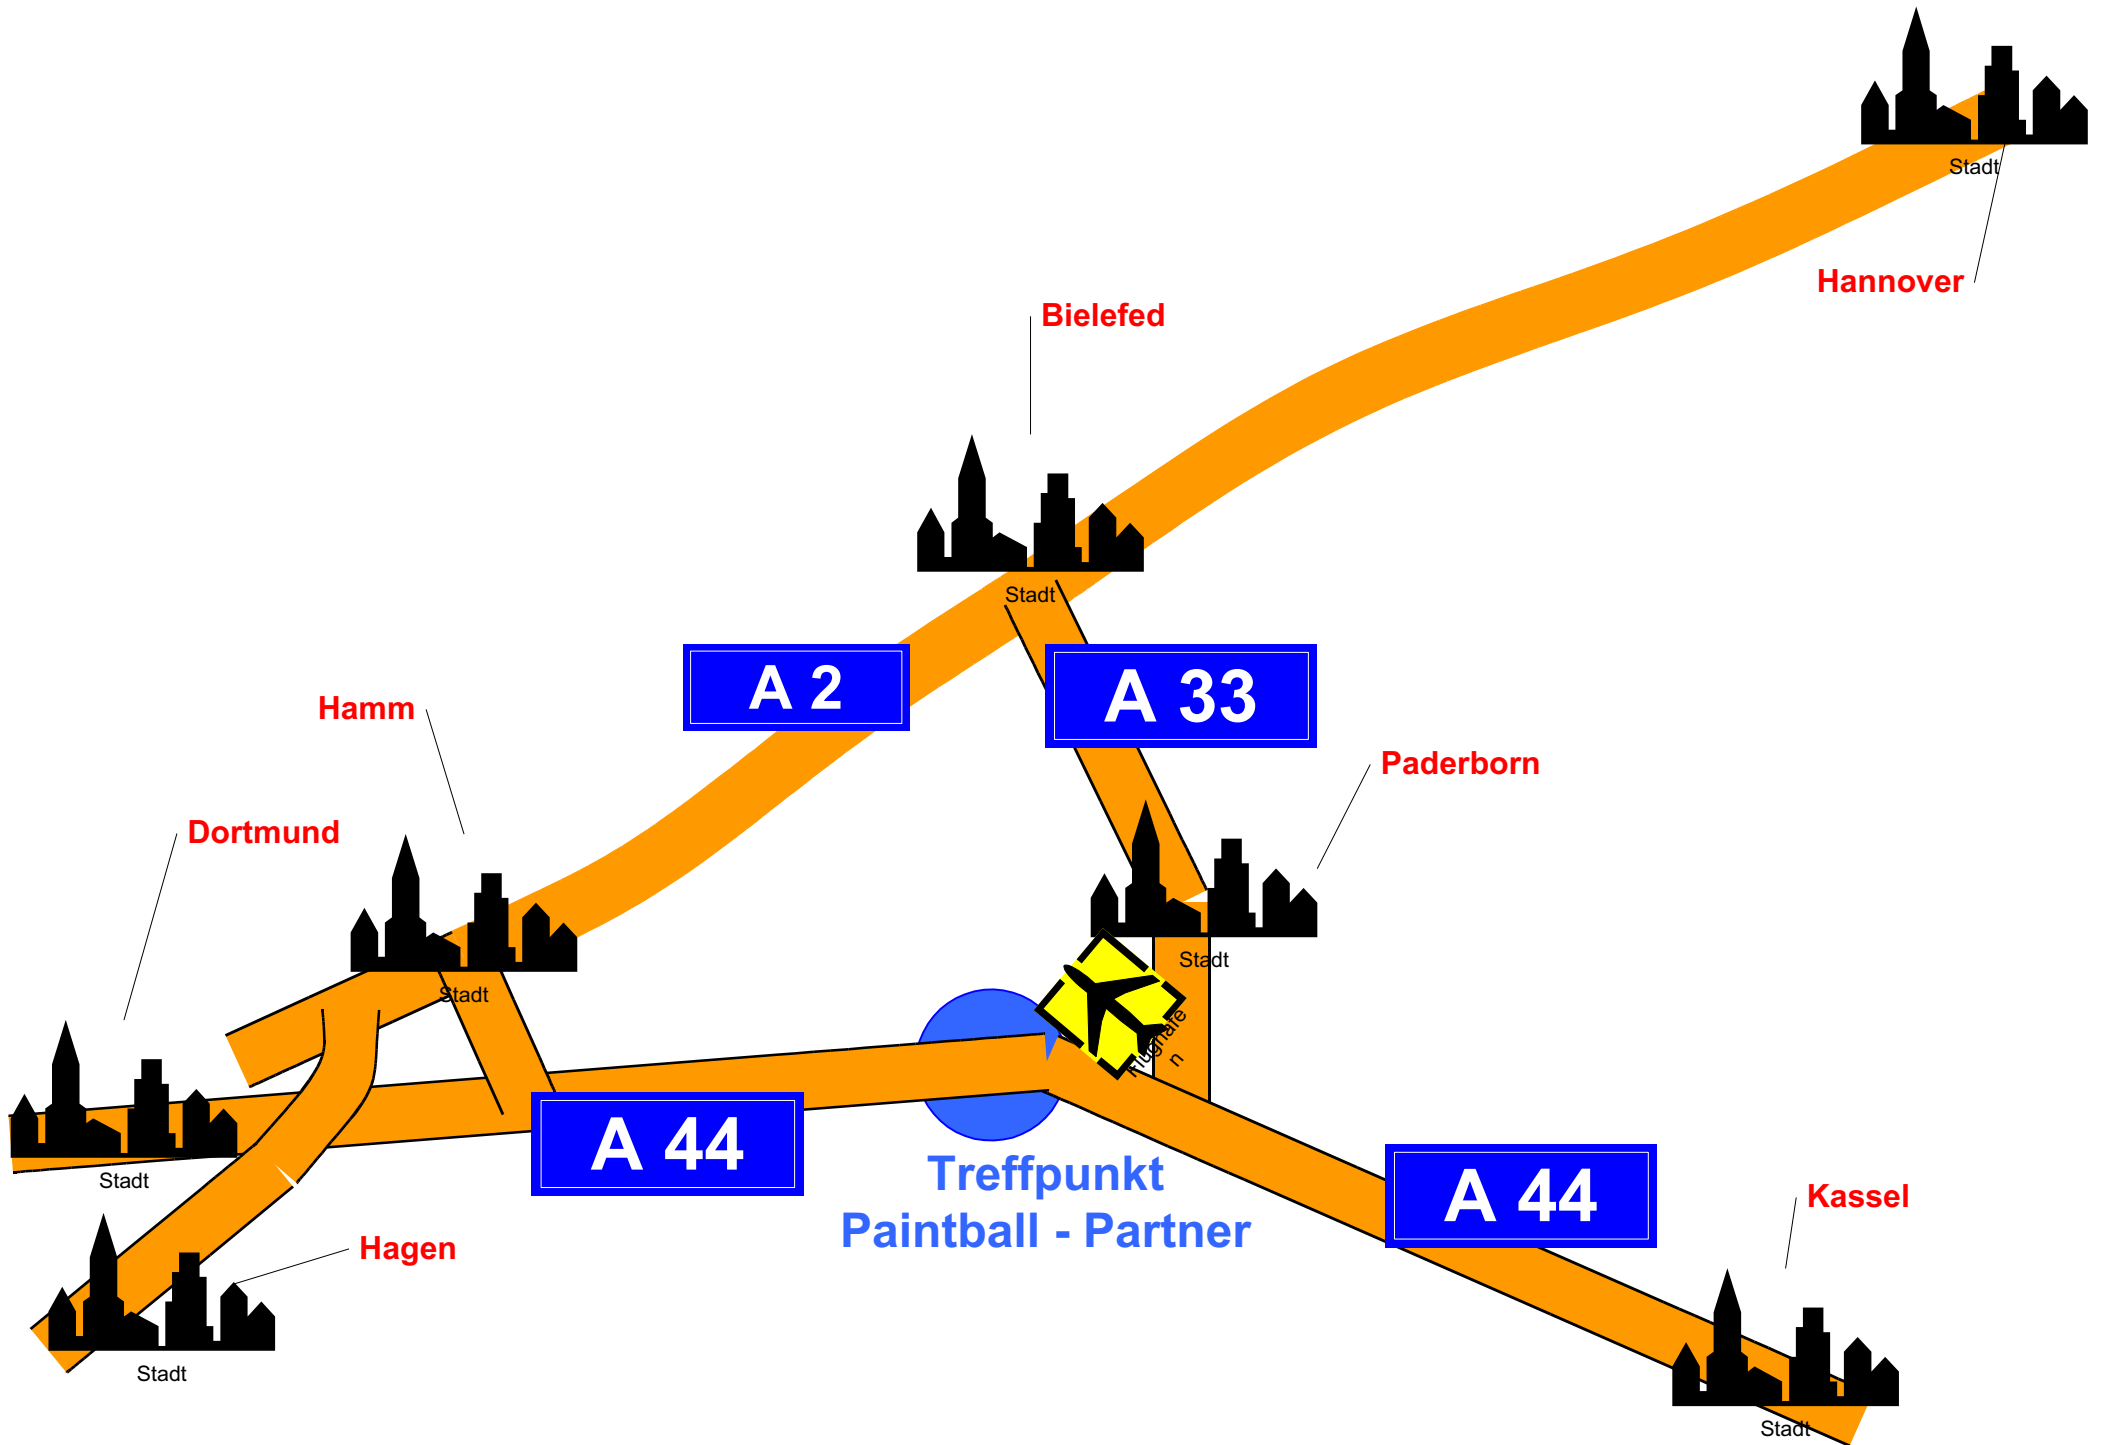 Stadt
Hannover
Bielefed
Stadt
A 2
A 33
Hamm
Paderborn
Dortmund
Stadt
Stadt
Flughafe
n
A 44
Treffpunkt
Paintball - Partner
Stadt
A 44
Kassel
Hagen
Stadt
Stadt